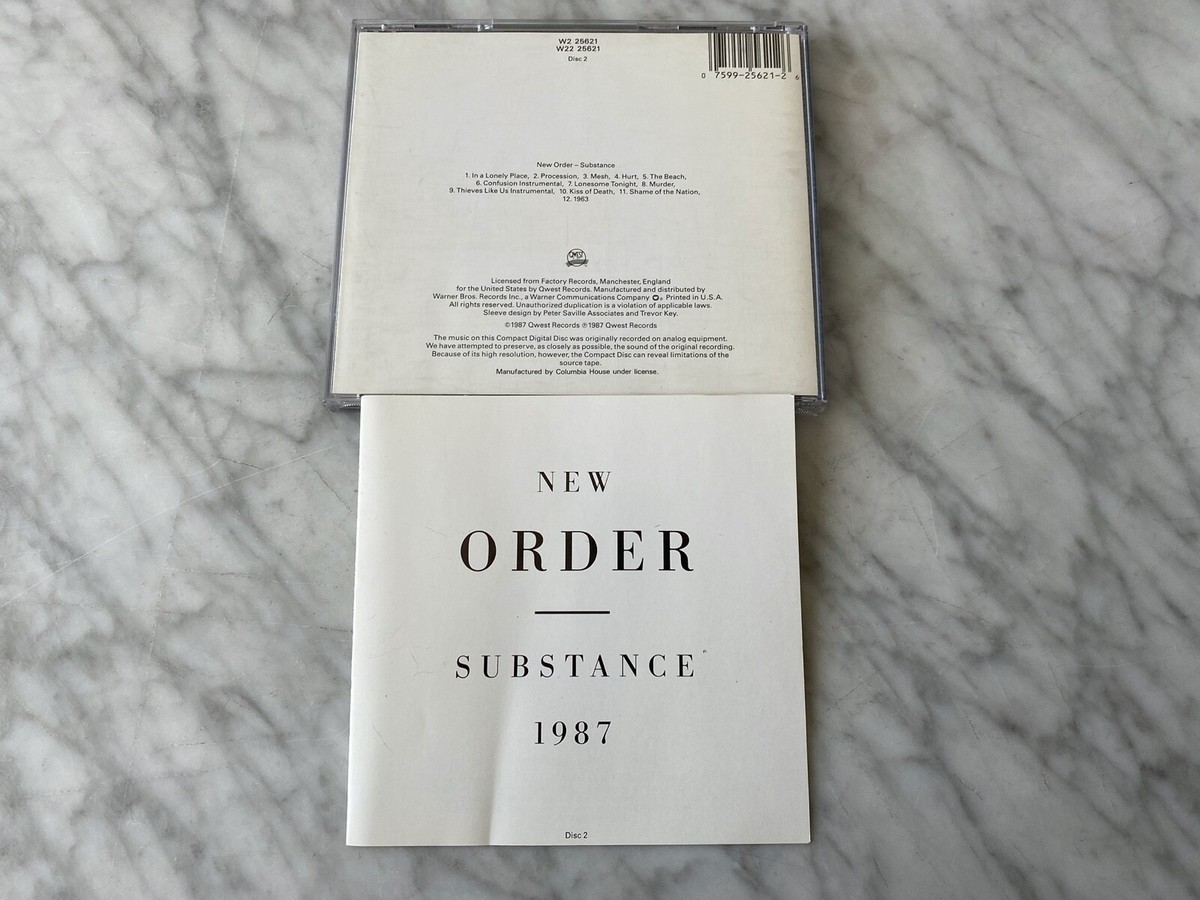 W2 25621
W22 25621
Disc 2
0 7599-25621-2 6
New Order – Substance
1. In a Lonely Place, 2. Procession, 3. Mesh, 4. Hurt, 5. The Beach,
6. Confusion Instrumental, 7. Lonesome Tonight, 8. Murder,
9. Thieves Like Us Instrumental, 10. Kiss of Death, 11. Shame of the Nation,
12. 1963
QWEST
Licensed from Factory Records, Manchester, England
for the United States by Qwest Records. Manufactured and distributed by
Warner Bros. Records Inc., a Warner Communications Company ®. Printed in U.S.A.
All rights reserved. Unauthorized duplication is a violation of applicable laws.
Sleeve design by Peter Saville Associates and Trevor Key.
©1987 Qwest Records ℗1987 Qwest Records
The music on this Compact Digital Disc was originally recorded on analog equipment.
We have attempted to preserve, as closely as possible, the sound of the original recording.
Because of its high resolution, however, the Compact Disc can reveal limitations of the
source tape.
Manufactured by Columbia House under license.
NEW
ORDER
SUBSTANCE
1987
Disc 2